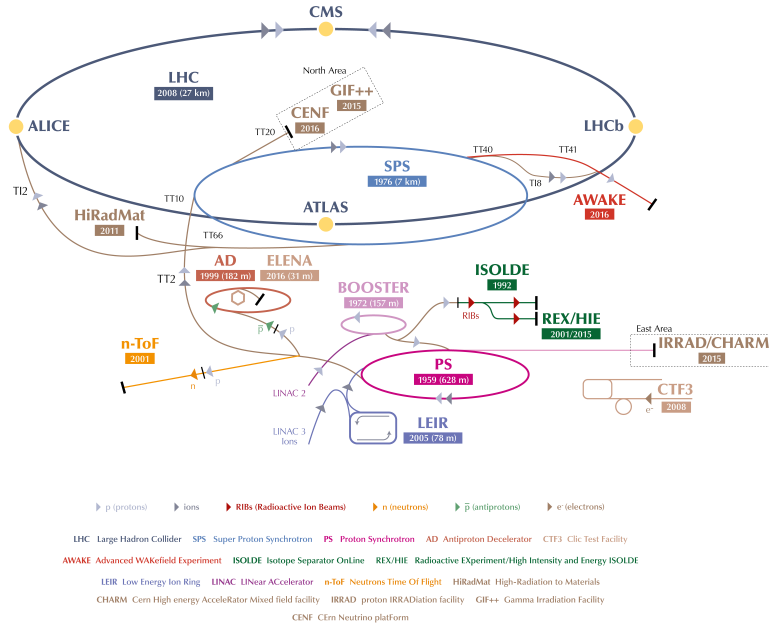 CMS
LHC
2008 (27 km)
North Area
GIF++
2015
CENF
2016
ALICE
LHCb
TT20
TT40
TT41
SPS
1976 (7 km)
TI8
TI2
TT10
AWAKE
2016
HiRadMat
2011
ATLAS
TT66
AD
1999 (182 m)
ELENA
2016 (31 m)
TT2
BOOSTER
1972 (157 m)
ISOLDE
1992
RIBs
REX/HIE
2001/2015
p̅
p
East Area
IRRAD/CHARM
2015
n-ToF
2001
n
p
PS
1959 (628 m)
LINAC 2
CTF3
2008
e-
LINAC 3
Ions
LEIR
2005 (78 m)
p (protons)
ions
RIBs (Radioactive Ion Beams)
n (neutrons)
p̅ (antiprotons)
e- (electrons)
LHC Large Hadron Collider SPS Super Proton Synchrotron PS Proton Synchrotron AD Antiproton Decelerator CTF3 Clic Test Facility
AWAKE Advanced WAKefield Experiment ISOLDE Isotope Separator OnLine REX/HIE Radioactive EXperiment/High Intensity and Energy ISOLDE
LEIR Low Energy Ion Ring LINAC LINear ACcelerator n-ToF Neutrons Time Of Flight HiRadMat High-Radiation to Materials
CHARM Cern High energy AcceleRator Mixed field facility IRRAD proton IRRADiation facility GIF++ Gamma Irradiation Facility
CENF CErn Neutrino platForm